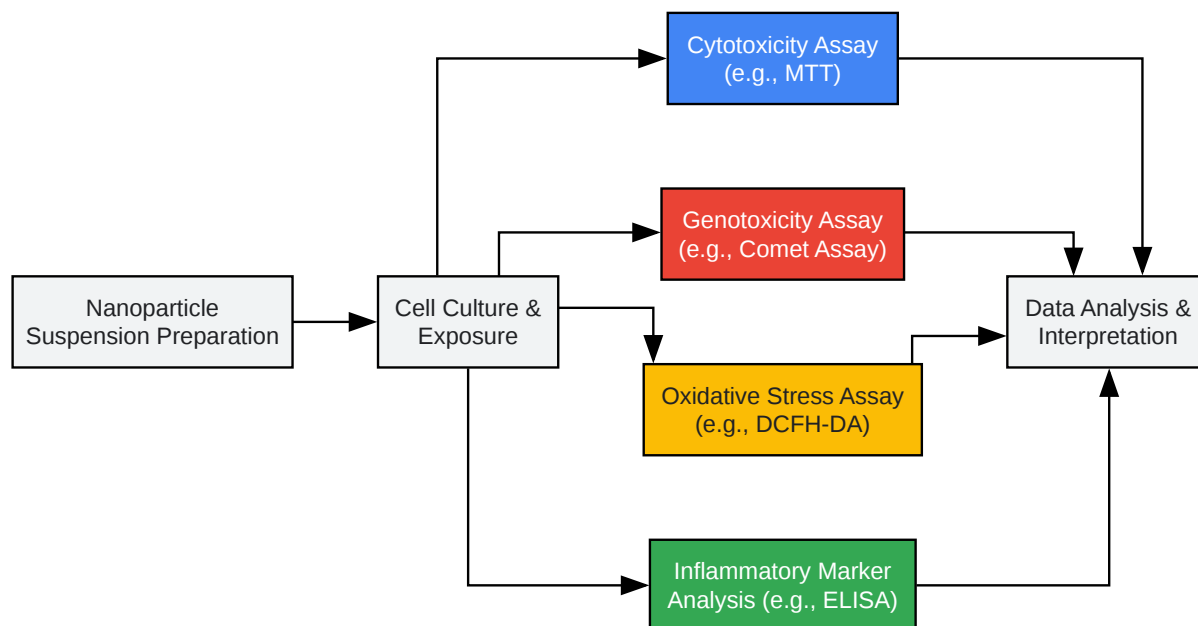 Nanoparticle
Suspension Preparation
Cell Culture &
Exposure
Cytotoxicity Assay
(e.g., MTT)
Genotoxicity Assay
(e.g., Comet Assay)
Oxidative Stress Assay
(e.g., DCFH-DA)
Inflammatory Marker
Analysis (e.g., ELISA)
Data Analysis &
Interpretation